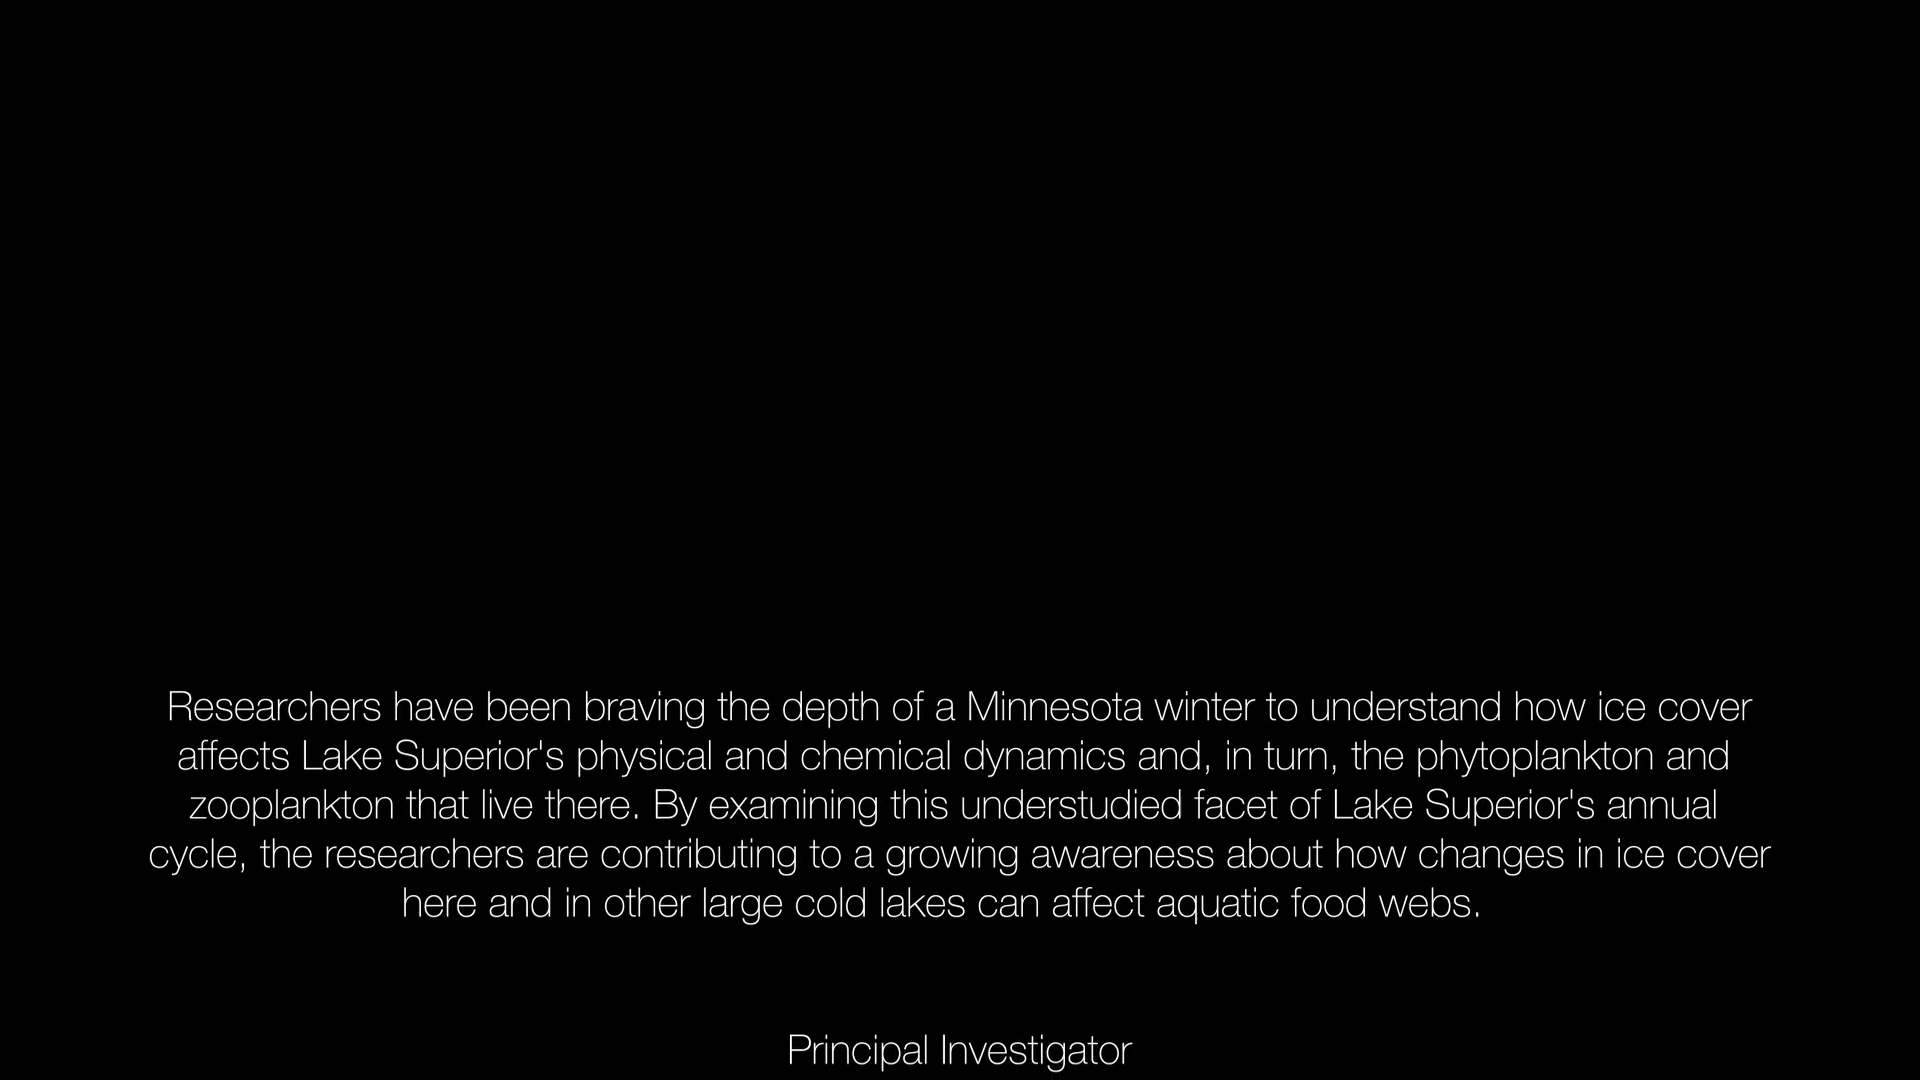 Researchers have been braving the depth of a Minnesota winter to understand how ice cover
affects Lake Superior's physical and chemical dynamics and, in turn, the phytoplankton and
zooplankton that live there. By examining this understudied facet of Lake Superior's annual
cycle, the researchers are contributing to a growing awareness about how changes in ice cover
here and in other large cold lakes can affect aquatic food webs.
Principal Investigator